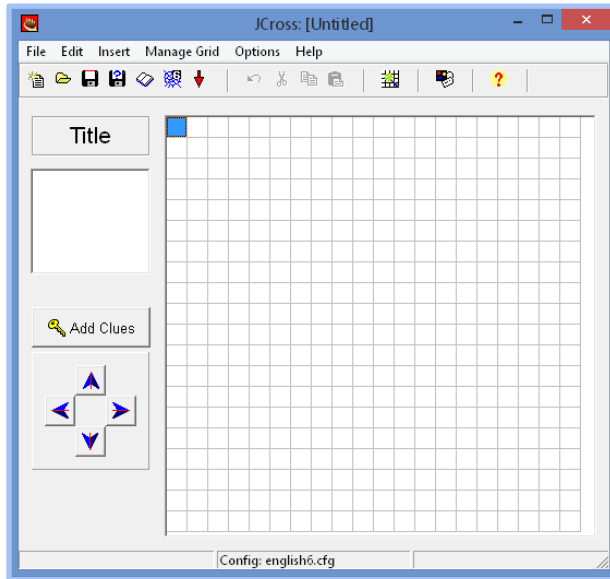 JCross: [Untitled]
File Edit Insert Manage Grid Options Help
Title
Add Clues
Config: english6.cfg